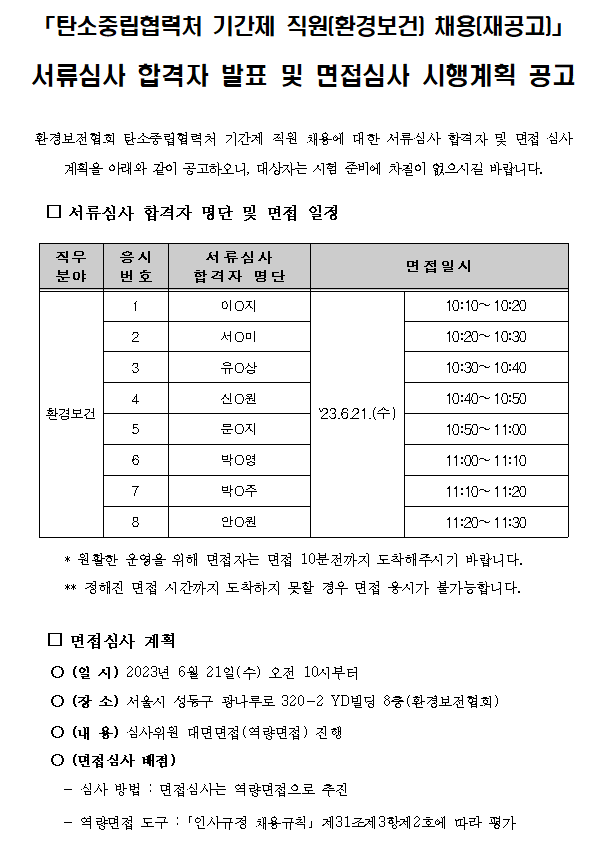 「탄소중립협력처 기간제 직원(환경보건) 채용(재공고)」
서류심사 합격자 발표 및 면접심사 시행계획 공고
환경보전협회 탄소중립협력처 기간제 직원 채용에 대한 서류심사 합격자 및 면접 심사
계획을 아래와 같이 공고하오니, 대상자는 시험 준비에 차질이 없으시길 바랍니다.
□ 서류심사 합격자 명단 및 면접 일정
직무 분야 응시 번호 서류심사 합격자 명단 면접일시
환경보건 '23.6.21.(수)
1 이O지 10:10~10:20
2 서O미 10:20~10:30
3 유O상 10:30~10:40
4 신O원 10:40~10:50
5 문O지 10:50~11:00
6 박O영 11:00~11:10
7 박O주 11:10~11:20
8 안O원 11:20~11:30
* 원활한 운영을 위해 면접자는 면접 10분전까지 도착해주시기 바랍니다.
** 정해진 면접 시간까지 도착하지 못할 경우 면접 응시가 불가능합니다.
□ 면접심사 계획
○ (일 시) 2023년 6월 21일(수) 오전 10시부터
○ (장 소) 서울시 성동구 광나루로 320-2 YD빌딩 8층(환경보전협회)
○ (내 용) 심사위원 대면면접(역량면접) 진행
○ (면접심사 배점)
- 심사 방법 : 면접심사는 역량면접으로 추진
- 역량면접 도구 : 「인사규정 채용규칙」 제31조제3항제2호에 따라 평가